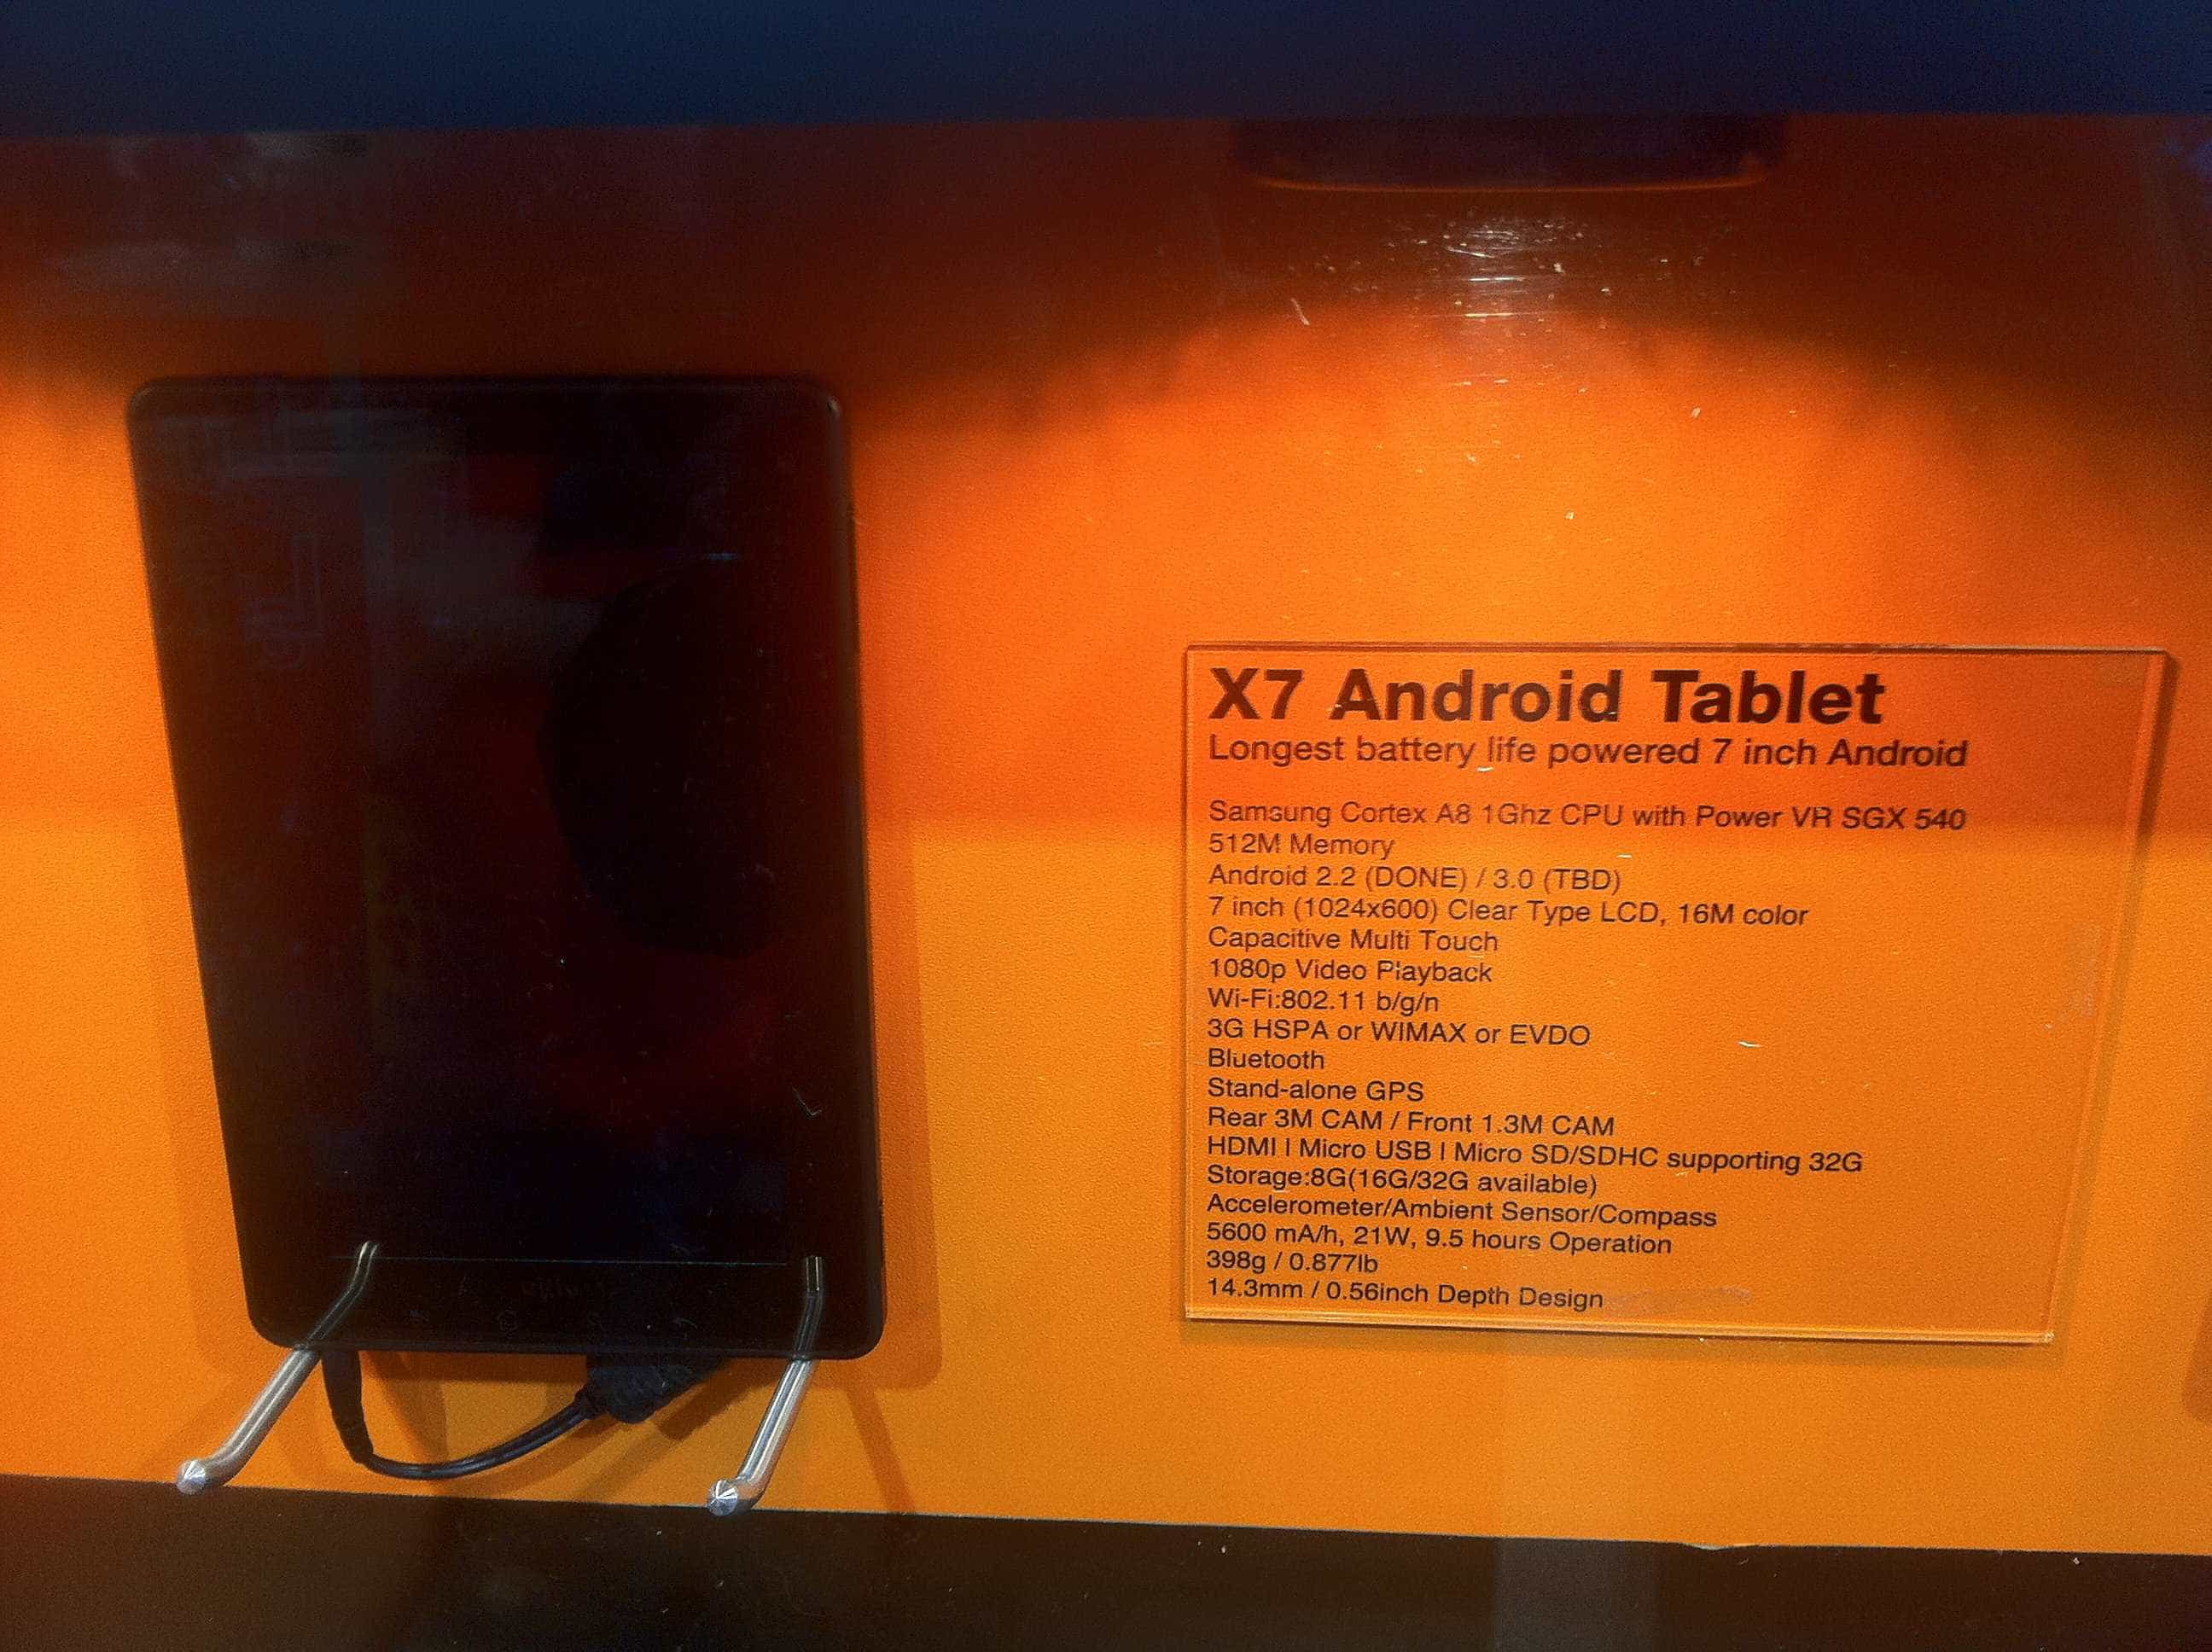 X7 Android Tablet
Longest battery life powered 7 inch Android
Samsung Cortex A8 1Ghz CPU with Power VR SGX 540
512M Memory
Android 2.2 (DONE) / 3.0 (TBD)
7 inch (1024x600) Clear Type LCD, 16M color
Capacitive Multi Touch
1080p Video Playback
Wi-Fi:802.11 b/g/n
3G HSPA or WIMAX or EVDO
Bluetooth
Stand-alone GPS
Rear 3M CAM / Front 1.3M CAM
HDMI | Micro USB | Micro SD/SDHC supporting 32G
Storage:8G(16G/32G available)
Accelerometer/Ambient Sensor/Compass
5600 mA/h, 21W, 9.5 hours Operation
398g / 0.877lb
14.3mm / 0.56inch Depth Design